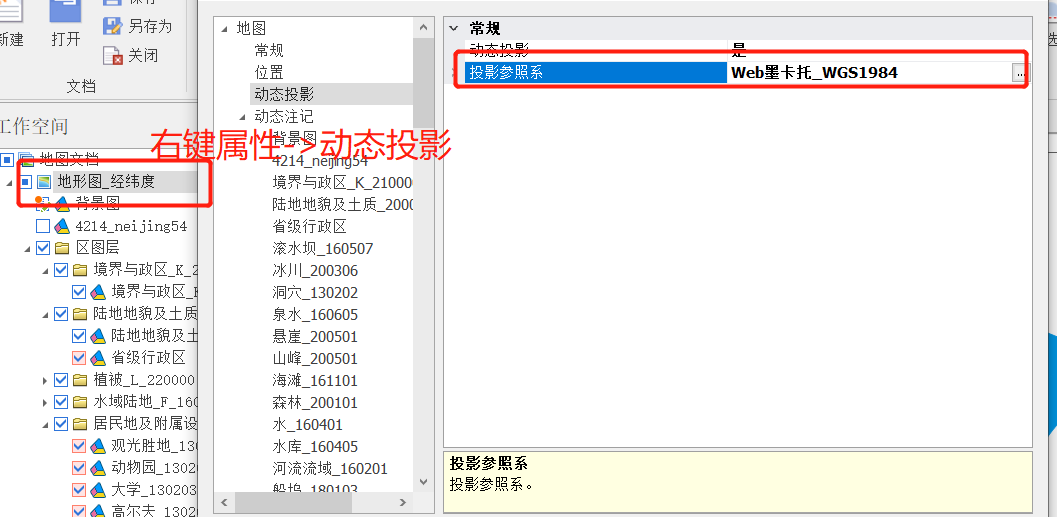 新建
打开
另存为
关闭
文档
工作空间
地图文档
地形图_经纬度
背景图
4214_neijing54
区图层
境界与政区_K_2
境界与政区_K
陆地地貌及土质
陆地地貌及土
省级行政区
植被_L_220000
水域陆地_F_160
居民地及附属设
观光胜地_130
动物园_1302
大学_130203
高尔夫_1302
右键属性->动态投影
地图
常规
位置
动态投影
动态注记
背景图
4214_neijing54
境界与政区_K_21000
陆地地貌及土质_2000
省级行政区
滚水坝_160507
冰川_200306
洞穴_130202
泉水_160605
悬崖_200501
山峰_200501
海滩_161101
森林_200101
水_160401
水库_160405
河流流域_160201
船坞_180103
常规
动态投影 是
投影参照系 Web墨卡托_WGS1984 ...
投影参照系
投影参照系。
选